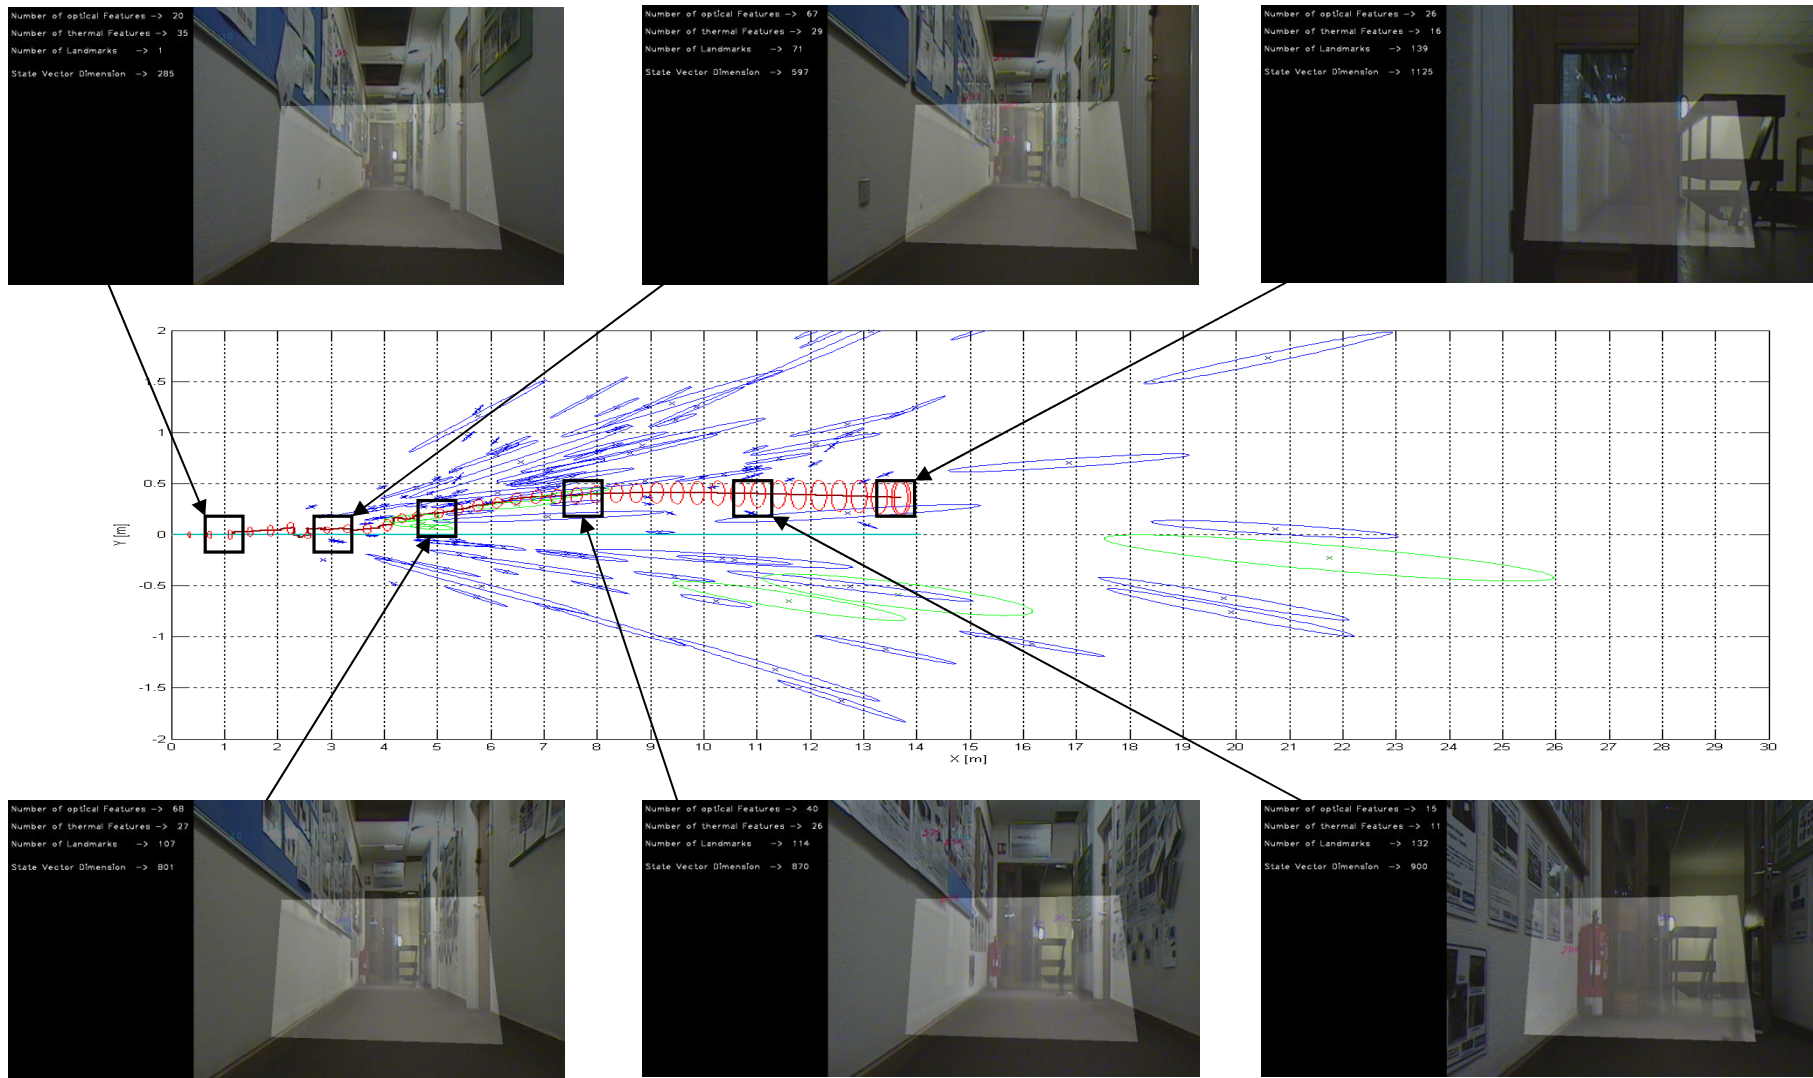 Number of optical Features -> 20
Number of thermal Features -> 35
Number of Landmarks -> 1
State Vector Dimension -> 285
Number of optical Features -> 67
Number of thermal Features -> 29
Number of Landmarks -> 71
State Vector Dimension -> 597
Number of optical Features -> 26
Number of thermal Features -> 16
Number of Landmarks -> 139
State Vector Dimension -> 1125
2
1.5
1
0.5
0
-0.5
-1
-1.5
-2
Y [m]
0 1 2 3 4 5 6 7 8 9 10 11 12 13 14 15 16 17 18 19 20 21 22 23 24 25 26 27 28 29 30
X [m]
Number of optical Features -> 68
Number of thermal Features -> 27
Number of Landmarks -> 107
State Vector Dimension -> 801
Number of optical Features -> 40
Number of thermal Features -> 26
Number of Landmarks -> 114
State Vector Dimension -> 870
Number of optical Features -> 15
Number of thermal Features -> 11
Number of Landmarks -> 132
State Vector Dimension -> 900